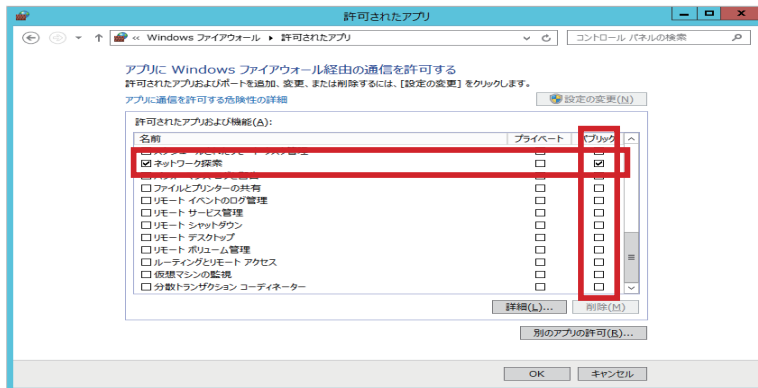 許可されたアプリ
« Windows ファイアウォール ▸ 許可されたアプリ
コントロール パネルの検索
アプリに Windows ファイアウォール経由の通信を許可する
許可されたアプリおよびポートを追加、変更、または削除するには、[設定の変更] をクリックします。
アプリに通信を許可する危険性の詳細
設定の変更(N)
許可されたアプリおよび機能(A):
名前 プライベート パブリック
ネットワーク探索
ファイルとプリンターの共有
リモート イベントのログ管理
リモート サービス管理
リモート シャットダウン
リモート デスクトップ
リモート ボリューム管理
ルーティングとリモート アクセス
仮想マシンの監視
分散トランザクション コーディネーター
詳細(L)... 削除(M)
別のアプリの許可(R)...
OK キャンセル